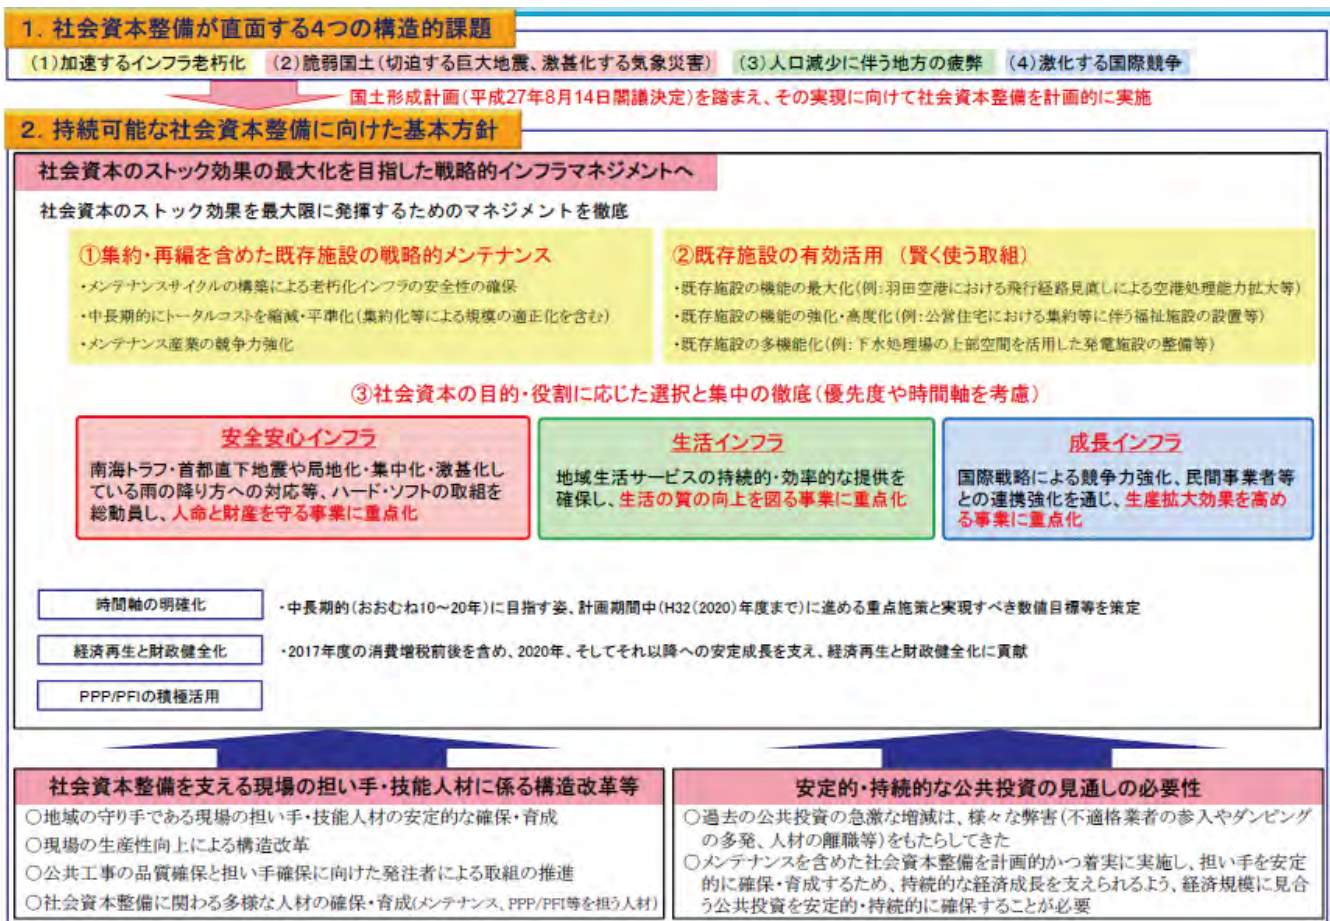 1．社会資本整備が直面する4つの構造的課題
(1)加速するインフラ老朽化　(2)脆弱国土(切迫する巨大地震、激甚化する気象災害)　(3)人口減少に伴う地方の疲弊　(4)激化する国際競争
国土形成計画(平成27年8月14日閣議決定)を踏まえ、その実現に向けて社会資本整備を計画的に実施
2．持続可能な社会資本整備に向けた基本方針
社会資本のストック効果の最大化を目指した戦略的インフラマネジメントへ
社会資本のストック効果を最大限に発揮するためのマネジメントを徹底
①集約・再編を含めた既存施設の戦略的メンテナンス
・メンテナンスサイクルの構築による老朽化インフラの安全性の確保
・中長期的にトータルコストを縮減・平準化(集約化等による規模の適正化を含む)
・メンテナンス産業の競争力強化
②既存施設の有効活用　(賢く使う取組)
・既存施設の機能の最大化(例:羽田空港における飛行経路見直しによる空港処理能力拡大等)
・既存施設の機能の強化・高度化(例:公営住宅における集約等に伴う福祉施設の設置等)
・既存施設の多機能化(例:下水処理場の上部空間を活用した発電施設の整備等)
③社会資本の目的・役割に応じた選択と集中の徹底(優先度や時間軸を考慮)
安全安心インフラ
南海トラフ・首都直下地震や局地化・集中化・激甚化し
ている雨の降り方への対応等、ハード・ソフトの取組を
総動員し、人命と財産を守る事業に重点化
生活インフラ
地域生活サービスの持続的・効率的な提供を
確保し、生活の質の向上を図る事業に重点化
成長インフラ
国際戦略による競争力強化、民間事業者等
との連携強化を通じ、生産拡大効果を高め
る事業に重点化
時間軸の明確化
・中長期的(おおむね10～20年)に目指す姿、計画期間中(H32(2020)年度まで)に進める重点施策と実現すべき数値目標等を策定
経済再生と財政健全化
・2017年度の消費増税前後を含め、2020年、そしてそれ以降への安定成長を支え、経済再生と財政健全化に貢献
PPP/PFIの積極活用
社会資本整備を支える現場の担い手・技能人材に係る構造改革等
○地域の守り手である現場の担い手・技能人材の安定的な確保・育成
○現場の生産性向上による構造改革
○公共工事の品質確保と担い手確保に向けた発注者による取組の推進
○社会資本整備に関わる多様な人材の確保・育成(メンテナンス、PPP/PFI等を担う人材)
安定的・持続的な公共投資の見通しの必要性
○過去の公共投資の急激な増減は、様々な弊害(不適格業者の参入やダンピング
の多発、人材の離職等)をもたらしてきた
○メンテナンスを含めた社会資本整備を計画的かつ着実に実施し、担い手を安定
的に確保・育成するため、持続的な経済成長を支えられるよう、経済規模に見合
う公共投資を安定的・持続的に確保することが必要